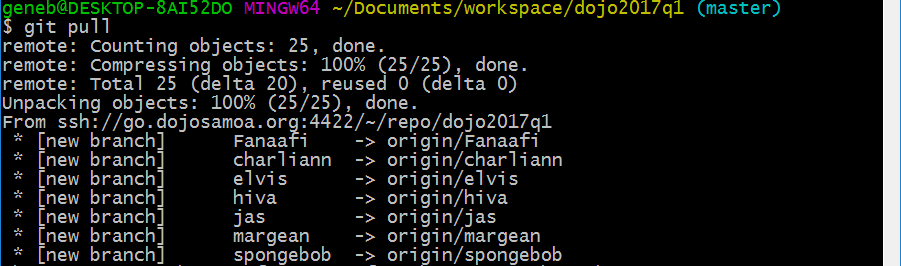 geneb@DESKTOP-8AI52DO MINGW64 ~/Documents/workspace/dojo2017q1 (master)
$ git pull
remote: Counting objects: 25, done.
remote: Compressing objects: 100% (25/25), done.
remote: Total 25 (delta 20), reused 0 (delta 0)
Unpacking objects: 100% (25/25), done.
From ssh://go.dojosamoa.org:4422/~/repo/dojo2017q1
 * [new branch]      Fanaafi    -> origin/Fanaafi
 * [new branch]      charliann  -> origin/charliann
 * [new branch]      elvis      -> origin/elvis
 * [new branch]      hiva       -> origin/hiva
 * [new branch]      jas        -> origin/jas
 * [new branch]      margean    -> origin/margean
 * [new branch]      spongebob  -> origin/spongebob